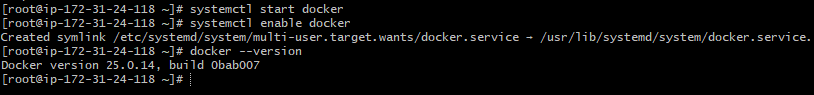 [root@ip-172-31-24-118 ~]# systemctl start docker
[root@ip-172-31-24-118 ~]# systemctl enable docker
Created symlink /etc/systemd/system/multi-user.target.wants/docker.service → /usr/lib/systemd/system/docker.service.
[root@ip-172-31-24-118 ~]# docker --version
Docker version 25.0.14, build 0bab007
[root@ip-172-31-24-118 ~]#